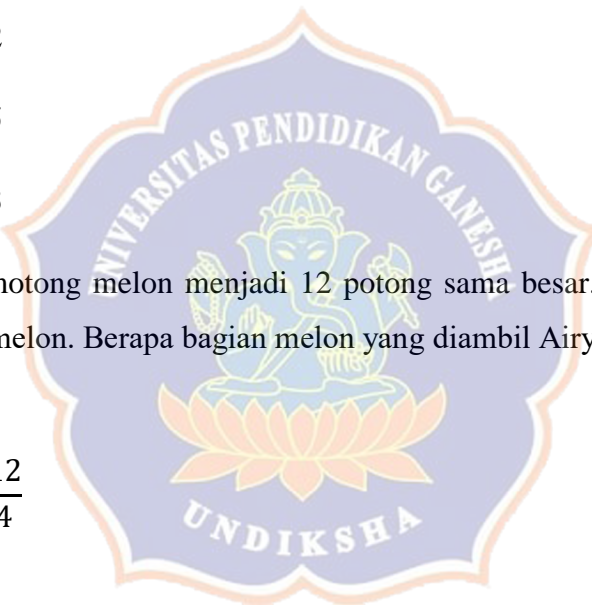 UNIVERSITAS PENDIDIKAN GANESHA
notong melon menjadi 12 potong sama besar.
melon. Berapa bagian melon yang diambil Airy
12
4
UNDIKSHA